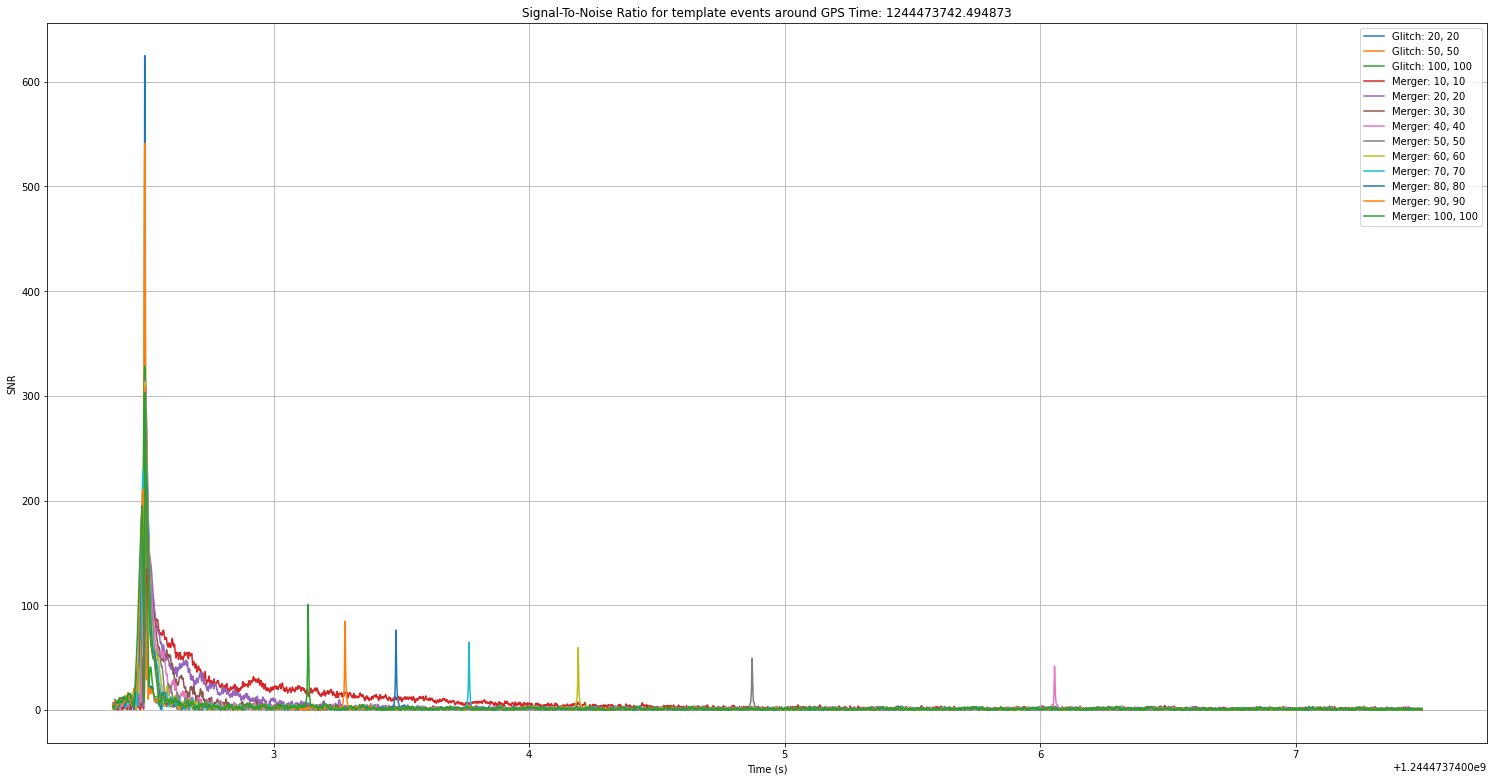 Signal-To-Noise Ratio for template events around GPS Time: 1244473742.494873
Glitch: 20, 20
Glitch: 50, 50
Glitch: 100, 100
Merger: 10, 10
Merger: 20, 20
Merger: 30, 30
Merger: 40, 40
Merger: 50, 50
Merger: 60, 60
Merger: 70, 70
Merger: 80, 80
Merger: 90, 90
Merger: 100, 100
600
500
400
300
200
100
0
SNR
3 4 5 6 7
Time (s)
+1.2444737400e9